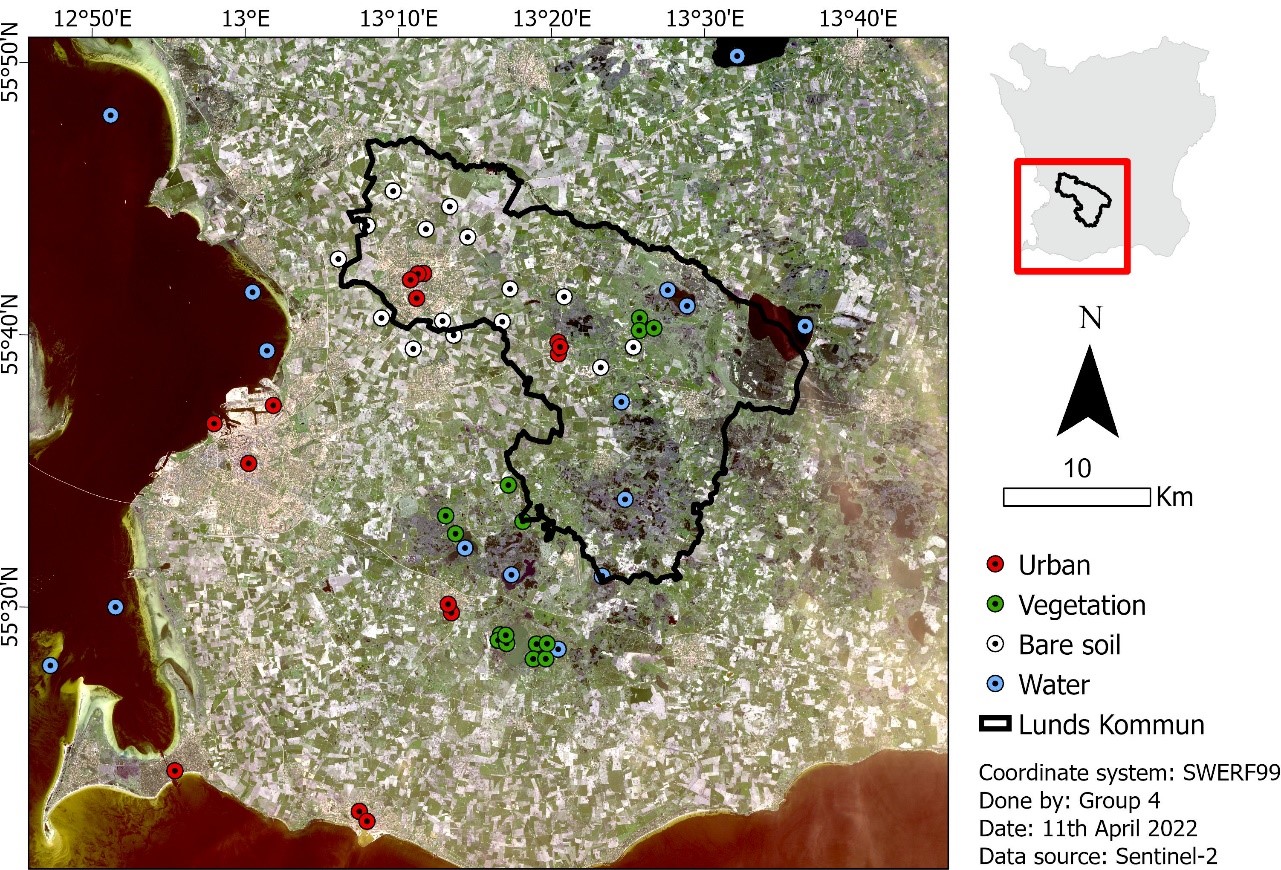 12°50'E 13°E 13°10'E 13°20'E 13°30'E 13°40'E
55°50'N
55°40'N
55°30'N
N
10
Km
Urban
Vegetation
Bare soil
Water
Lunds Kommun
Coordinate system: SWERF99
Done by: Group 4
Date: 11th April 2022
Data source: Sentinel-2